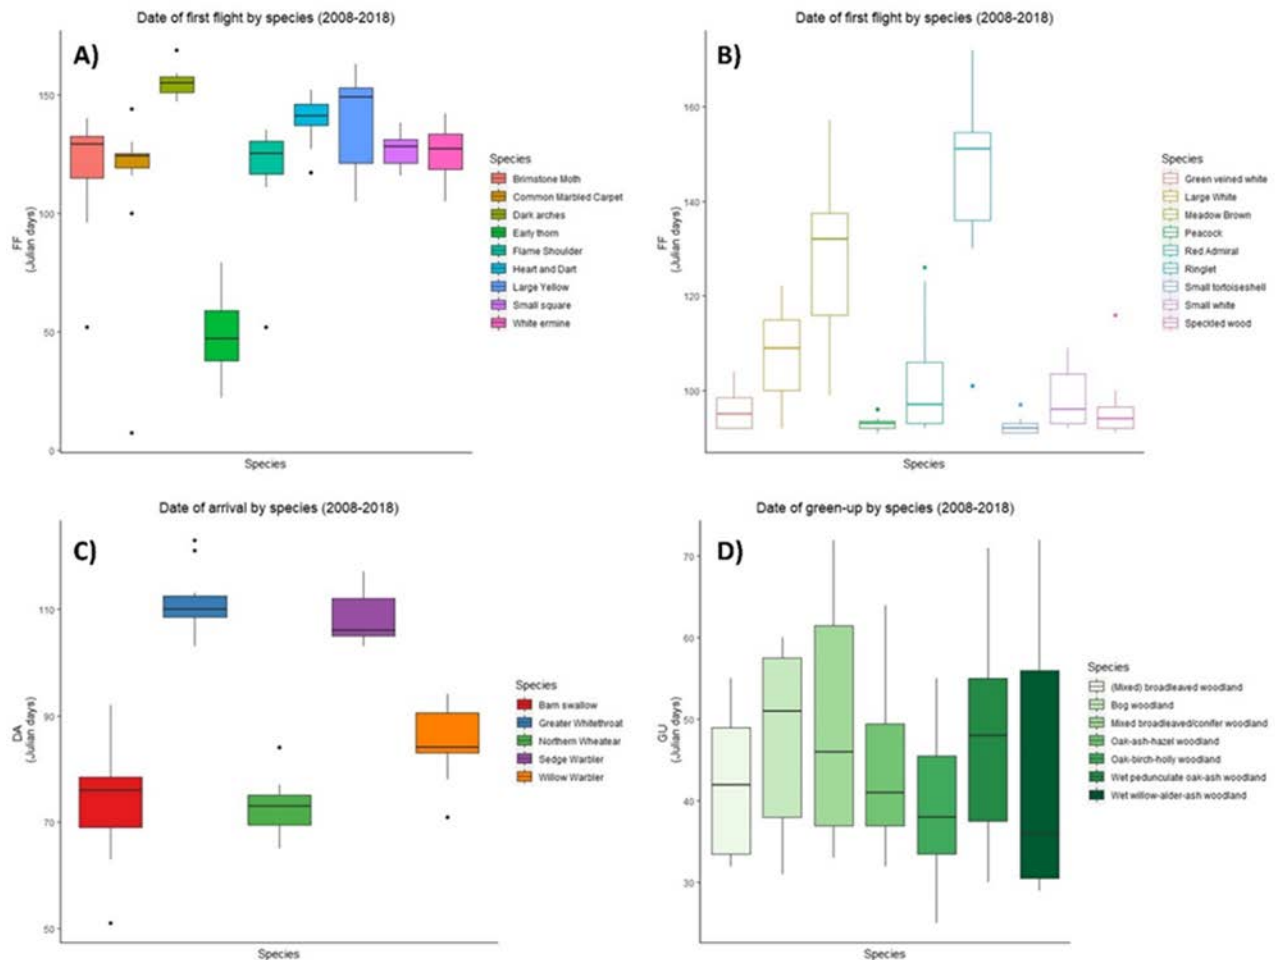 Date of first flight by species (2008-2018)
A)
150
100
50
0
FF
(Julian days)
Species
Species
Brimstone Moth
Common Marbled Carpet
Dark arches
Early thorn
Flame Shoulder
Heart and Dart
Large Yellow
Small square
White ermine
Date of first flight by species (2008-2018)
B)
160
140
120
100
FF
(Julian days)
Species
Species
Green veined white
Large White
Meadow Brown
Peacock
Red Admiral
Ringlet
Small tortoiseshell
Small white
Speckled wood
Date of arrival by species (2008-2018)
C)
110
90
70
50
DA
(Julian days)
Species
Species
Barn swallow
Greater Whitethroat
Northern Wheatear
Sedge Warbler
Willow Warbler
Date of green-up by species (2008-2018)
D)
70
60
50
40
30
GU
(Julian days)
Species
Species
(Mixed) broadleaved woodland
Bog woodland
Mixed broadleaved/conifer woodland
Oak-ash-hazel woodland
Oak-birch-holly woodland
Wet pedunculate oak-ash woodland
Wet willow-alder-ash woodland